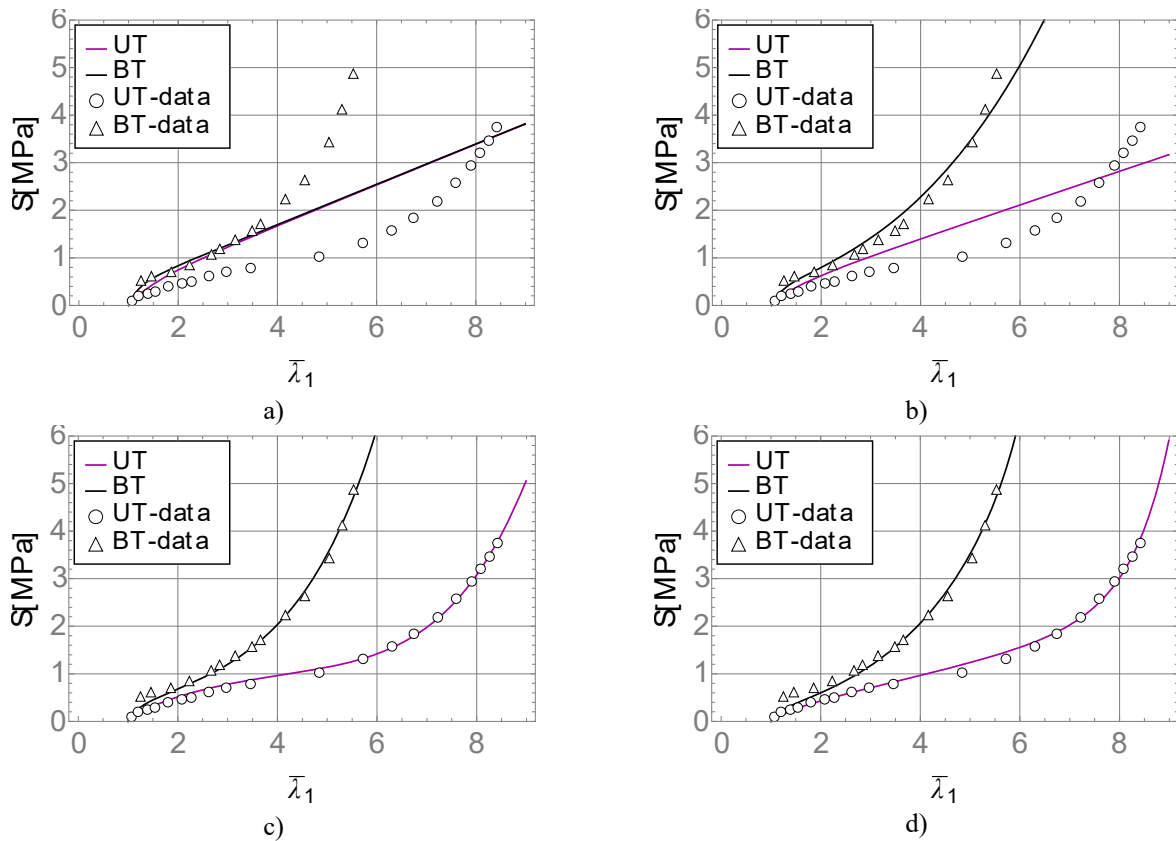 6
5
4
3
2
1
0
S[MPa]
UT
BT
UT-data
BT-data
0 2 4 6 8
λ̄₁
a)
6
5
4
3
2
1
0
S[MPa]
UT
BT
UT-data
BT-data
0 2 4 6 8
λ̄₁
b)
6
5
4
3
2
1
0
S[MPa]
UT
BT
UT-data
BT-data
0 2 4 6 8
λ̄₁
c)
6
5
4
3
2
1
0
S[MPa]
UT
BT
UT-data
BT-data
0 2 4 6 8
λ̄₁
d)